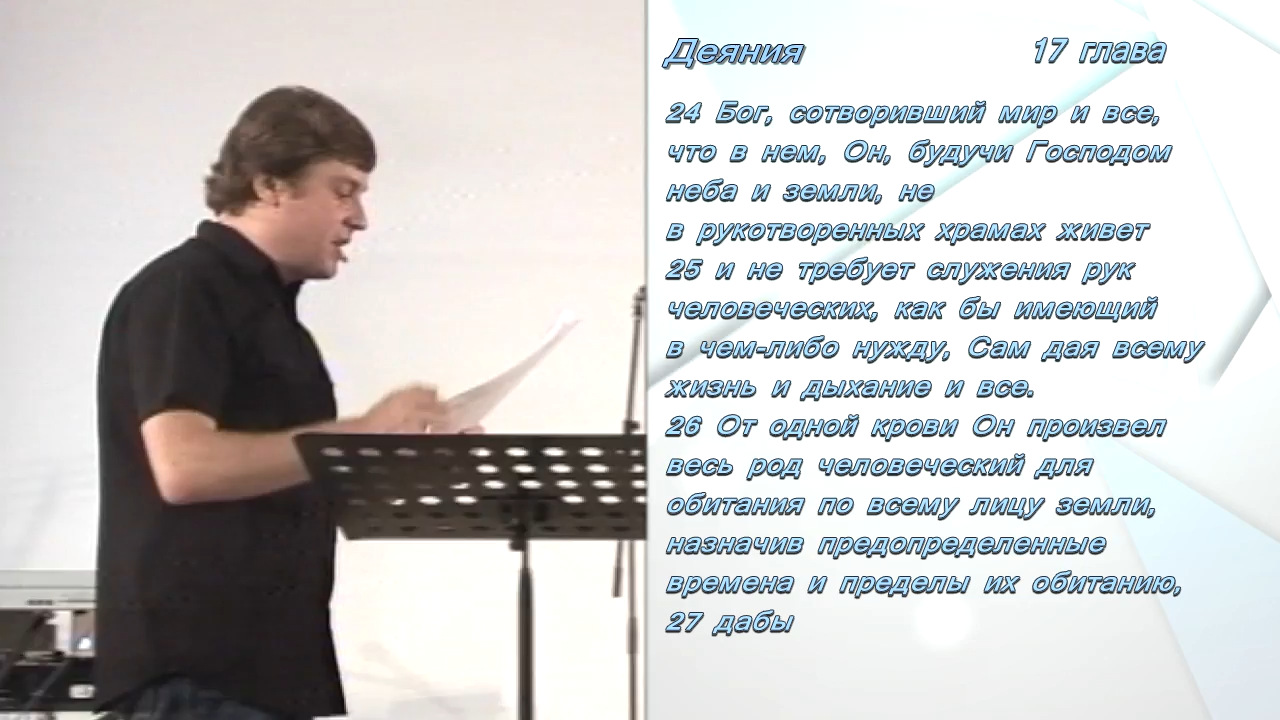 Деяния 17 глава
24 Бог, сотворивший мир и все,
что в нем, Он, будучи Господом
неба и земли, не
в рукотворенных храмах живет
25 и не требует служения рук
человеческих, как бы имеющий
в чем-либо нужду, Сам дая всему
жизнь и дыхание и все.
26 От одной крови Он произвел
весь род человеческий для
обитания по всему лицу земли,
назначив предопределенные
времена и пределы их обитанию,
27 дабы